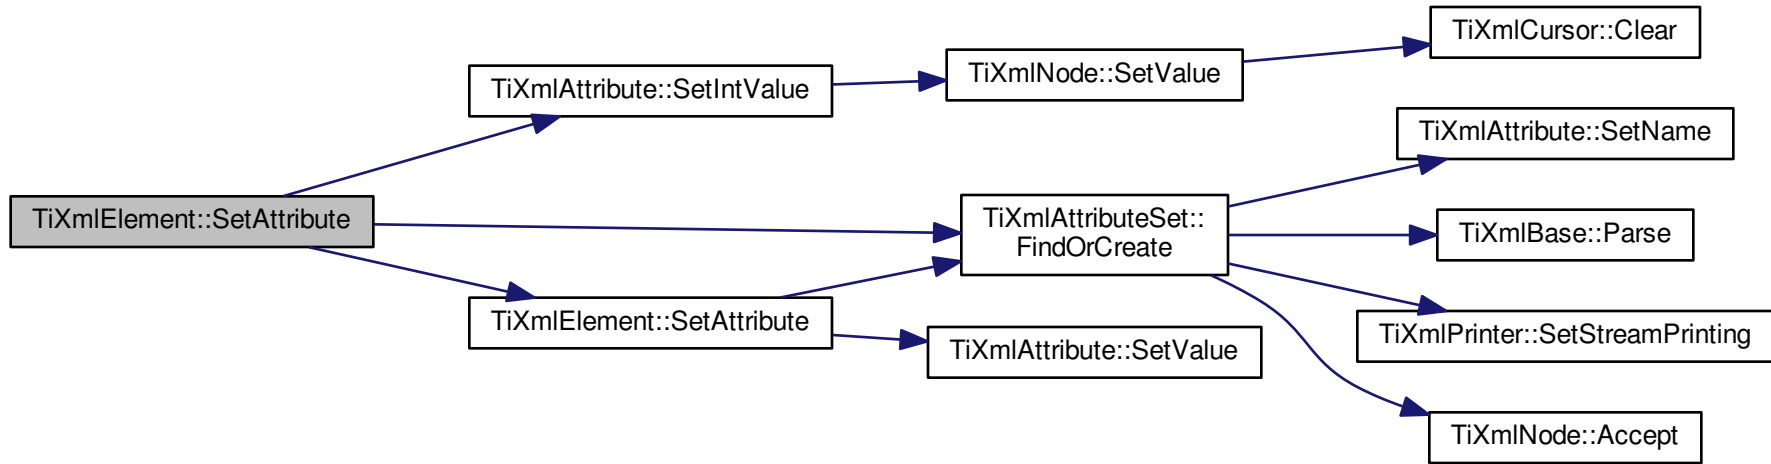 TiXmlElement::SetAttribute
TiXmlAttribute::SetIntValue
TiXmlElement::SetAttribute
TiXmlNode::SetValue
TiXmlAttributeSet::
FindOrCreate
TiXmlAttribute::SetValue
TiXmlCursor::Clear
TiXmlAttribute::SetName
TiXmlBase::Parse
TiXmlPrinter::SetStreamPrinting
TiXmlNode::Accept